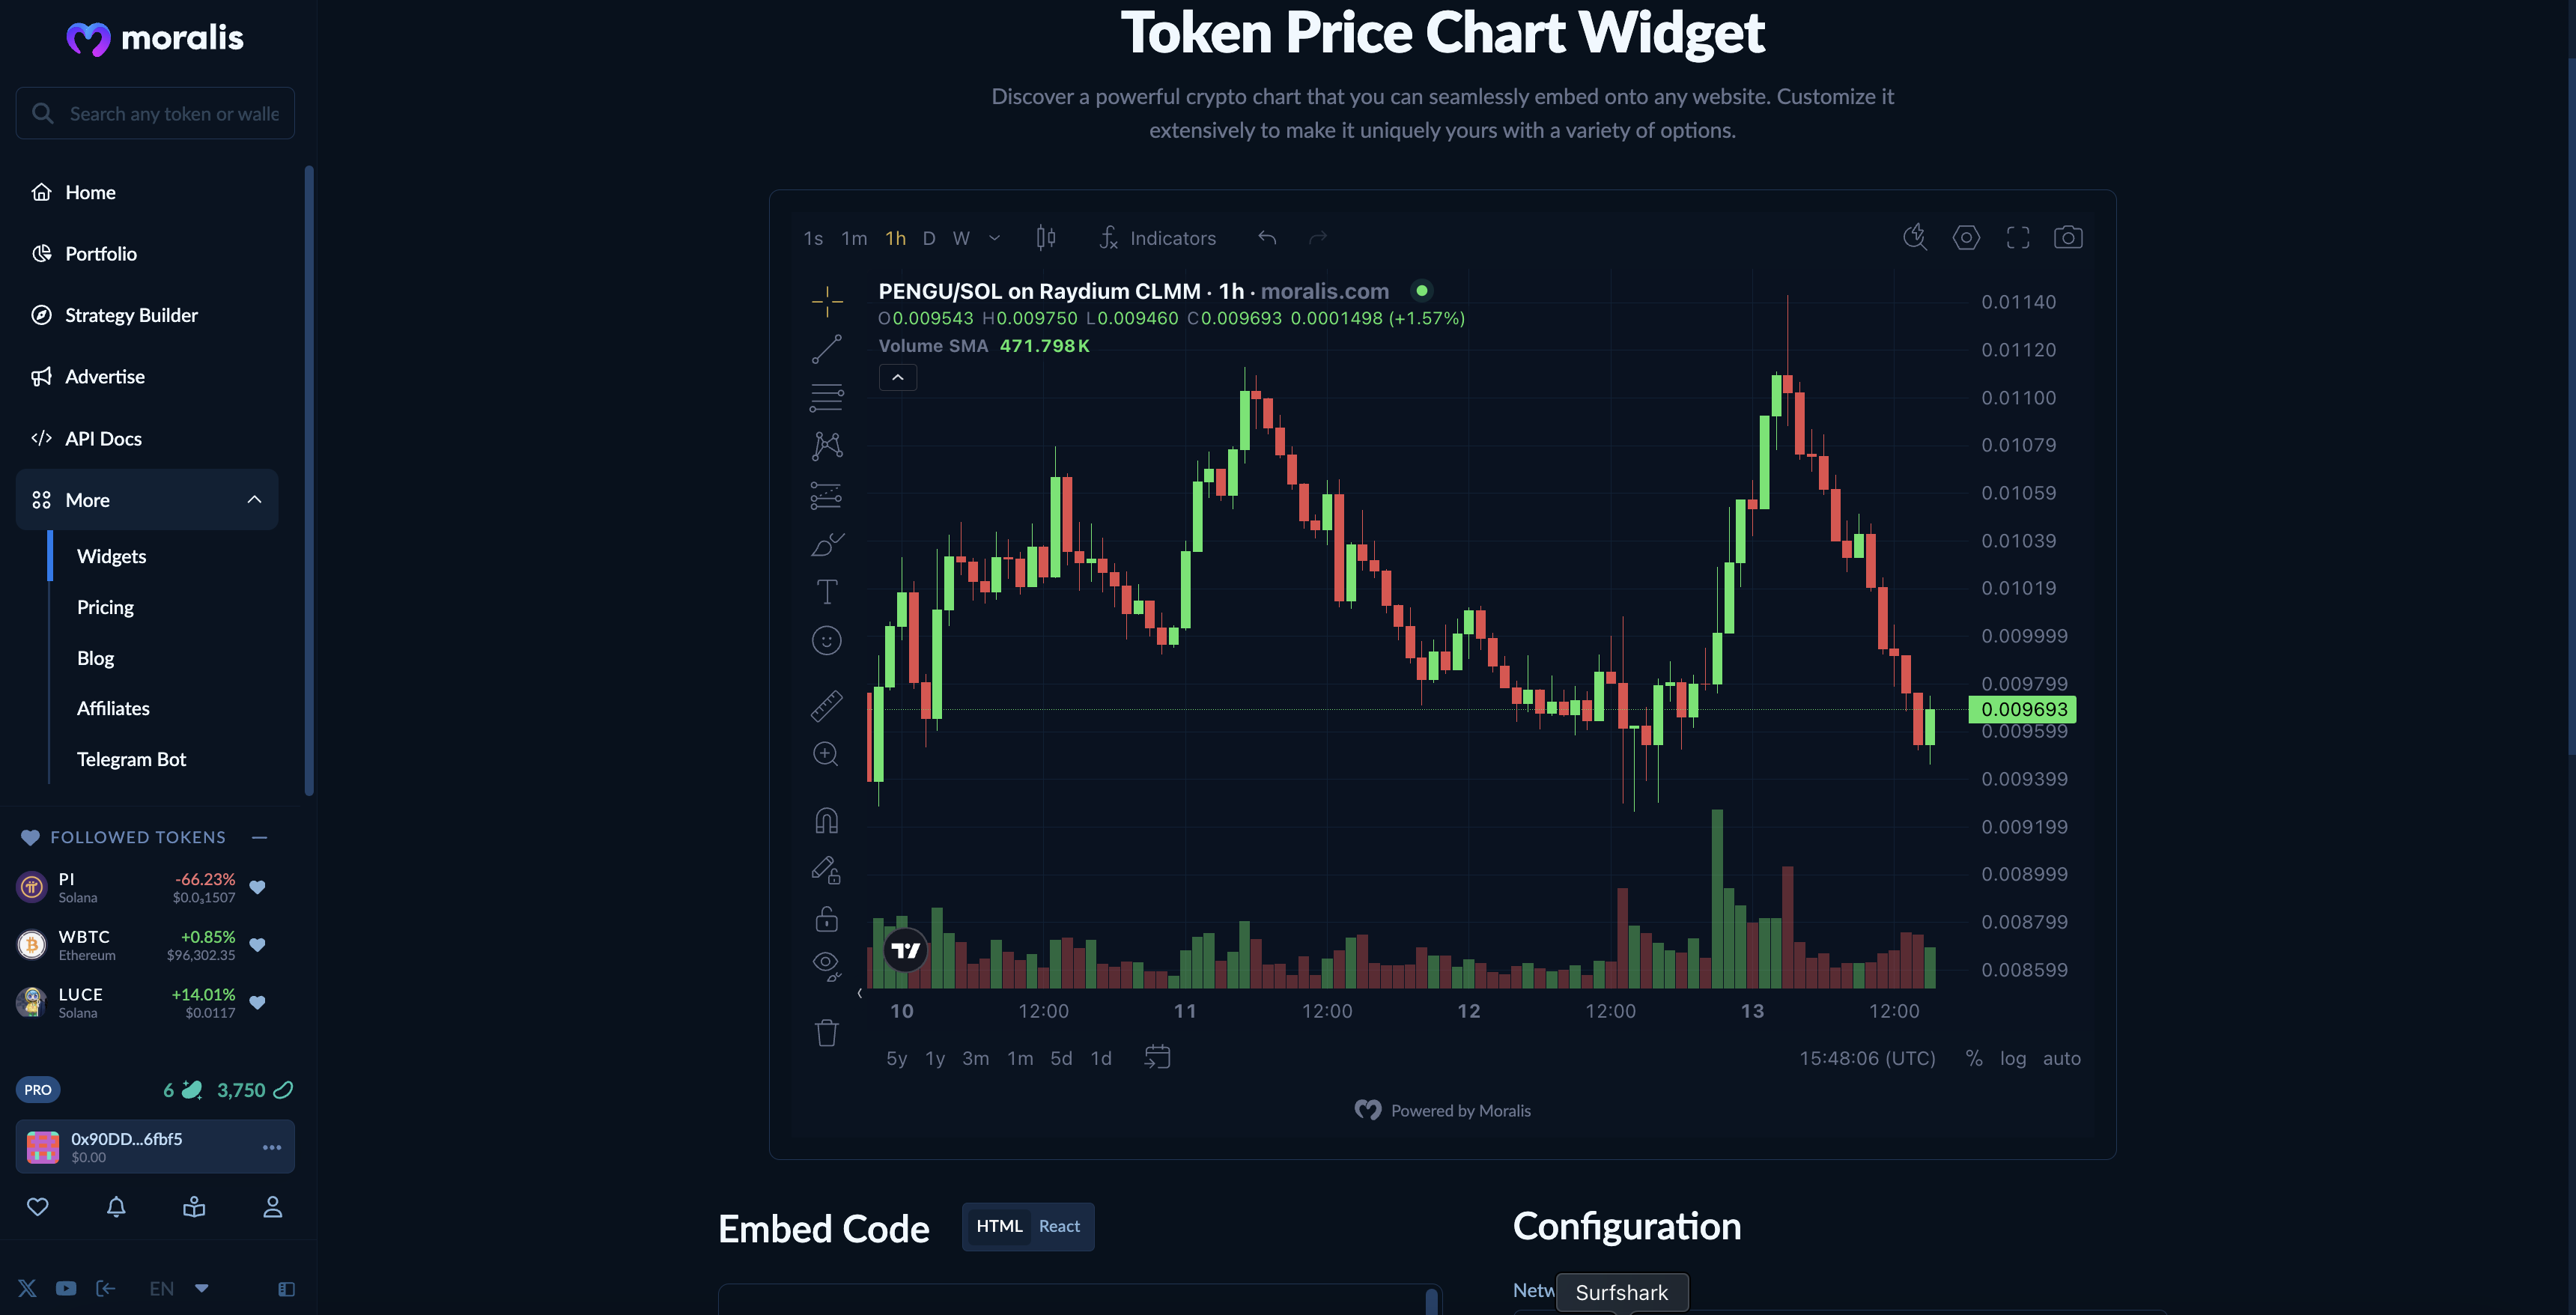 moralis
Search any token or walle
Home
Portfolio
Strategy Builder
Advertise
API Docs
More
Widgets
Pricing
Blog
Affiliates
Telegram Bot
FOLLOWED TOKENS
PI -66.23%
Solana $0.0₃1507
WBTC +0.85%
Ethereum $96,302.35
LUCE +14.01%
Solana $0.0117
PRO 6 3,750
0x90DD...6fbf5
$0.00
EN
Token Price Chart Widget
Discover a powerful crypto chart that you can seamlessly embed onto any website. Customize it
extensively to make it uniquely yours with a variety of options.
1s 1m 1h D W Indicators
PENGU/SOL on Raydium CLMM · 1h · moralis.com
O0.009543 H0.009750 L0.009460 C0.009693 0.0001498 (+1.57%)
Volume SMA 471.798K
0.01140
0.01120
0.01100
0.01079
0.01059
0.01039
0.01019
0.009999
0.009799
0.009693
0.009599
0.009399
0.009199
0.008999
0.008799
0.008599
10 12:00 11 12:00 12 12:00 13 12:00
5y 1y 3m 1m 5d 1d 15:48:06 (UTC) % log auto
Powered by Moralis
Embed Code HTML React
Configuration
Netw
Surfshark